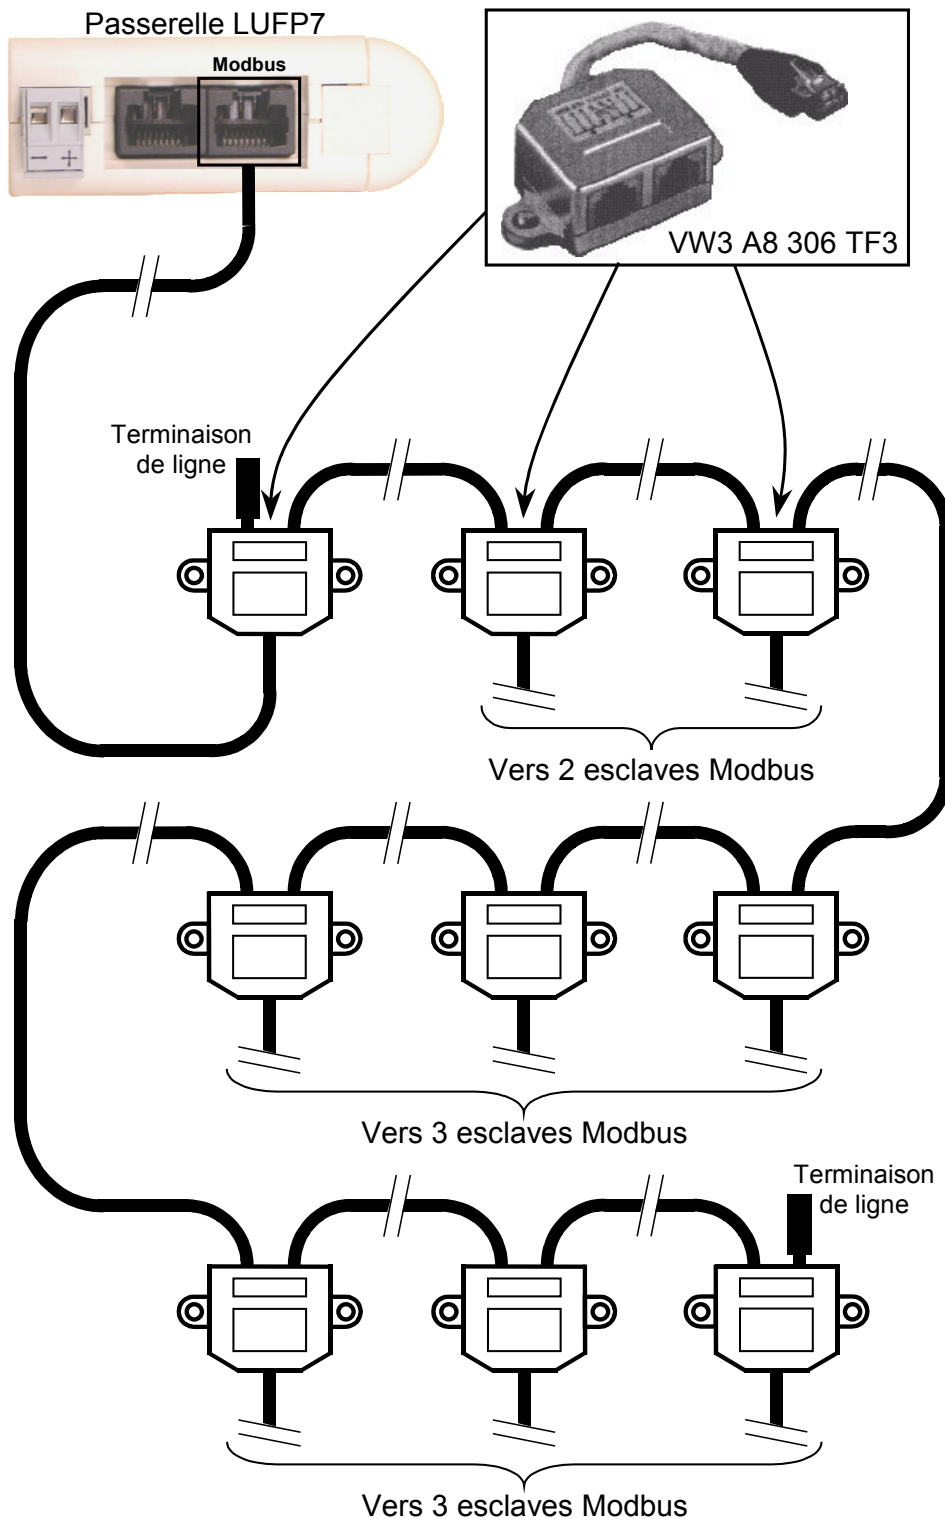 Passerelle LUFP7
Modbus
− +
VW3 A8 306 TF3
Terminaison
de ligne
Vers 2 esclaves Modbus
Vers 3 esclaves Modbus
Terminaison
de ligne
Vers 3 esclaves Modbus